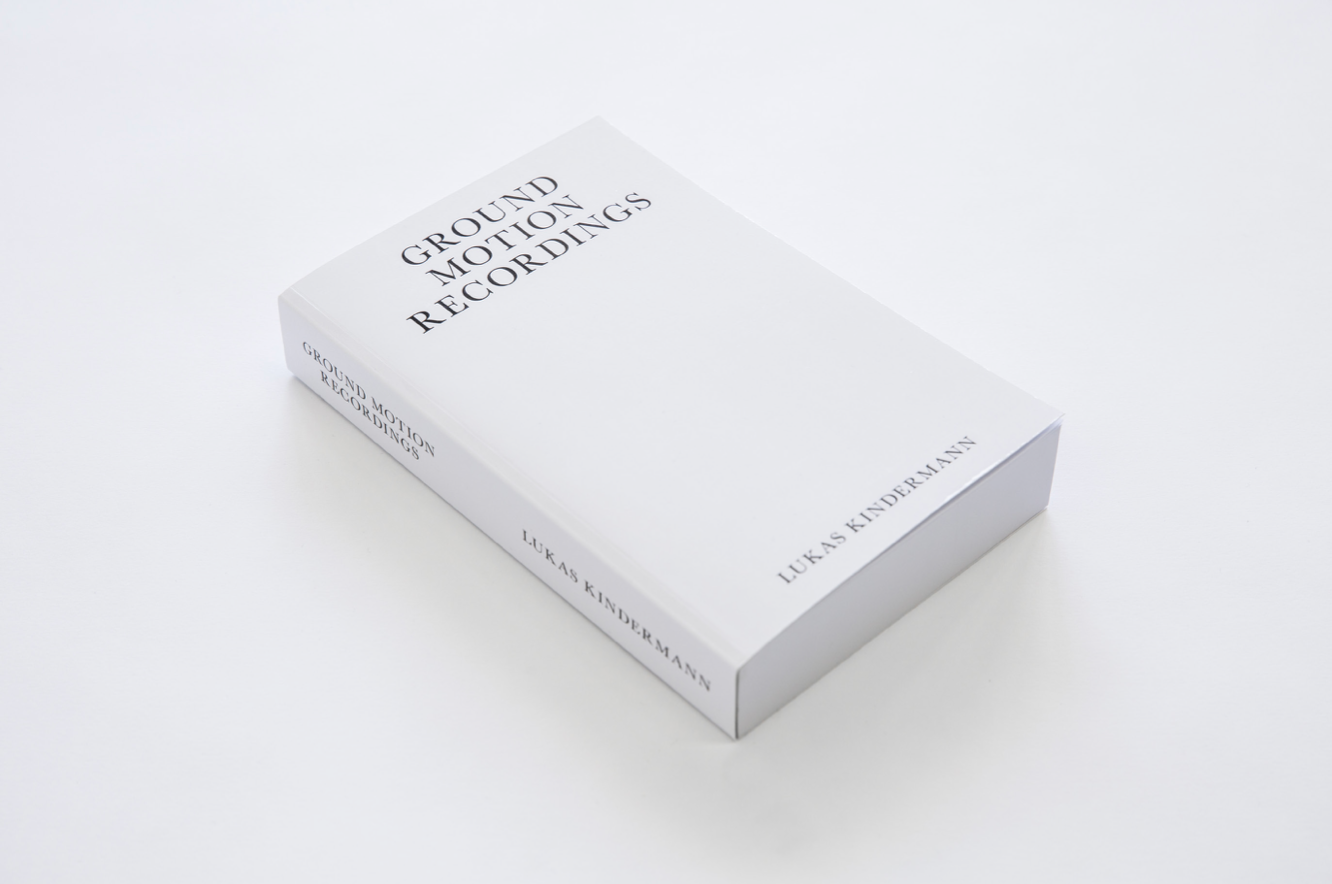 GROUND
MOTION
RECORDINGS
LUKAS KINDERMANN
GROUND MOTION
RECORDINGS
LUKAS KINDERMANN